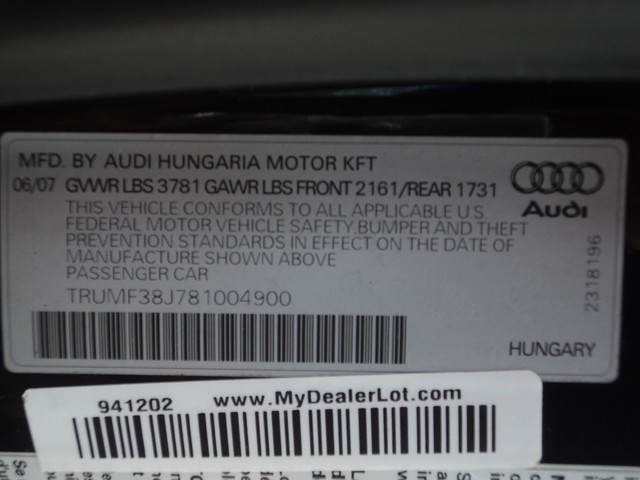 MFD. BY AUDI HUNGARIA MOTOR KFT
06/07 GVWR LBS 3781 GAWR LBS FRONT 2161/REAR 1731
THIS VEHICLE CONFORMS TO ALL APPLICABLE U S
FEDERAL MOTOR VEHICLE SAFETY,BUMPER AND THEFT
PREVENTION STANDARDS IN EFFECT ON THE DATE OF
MANUFACTURE SHOWN ABOVE
PASSENGER CAR
TRUMF38J781004900
Audi
2318196
HUNGARY
941202 www.MyDealerLot.com